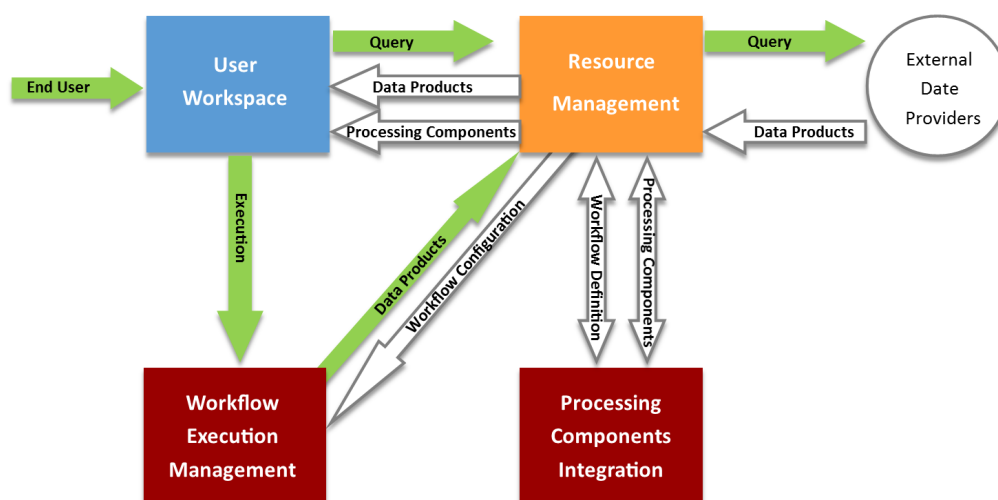 End User
User
Workspace
Query
Data Products
Processing Components
Resource
Management
Query
Data Products
External
Date
Providers
Execution
Data Products
Workflow Configuration
Workflow Definition
Processing Components
Workflow
Execution
Management
Processing
Components
Integration